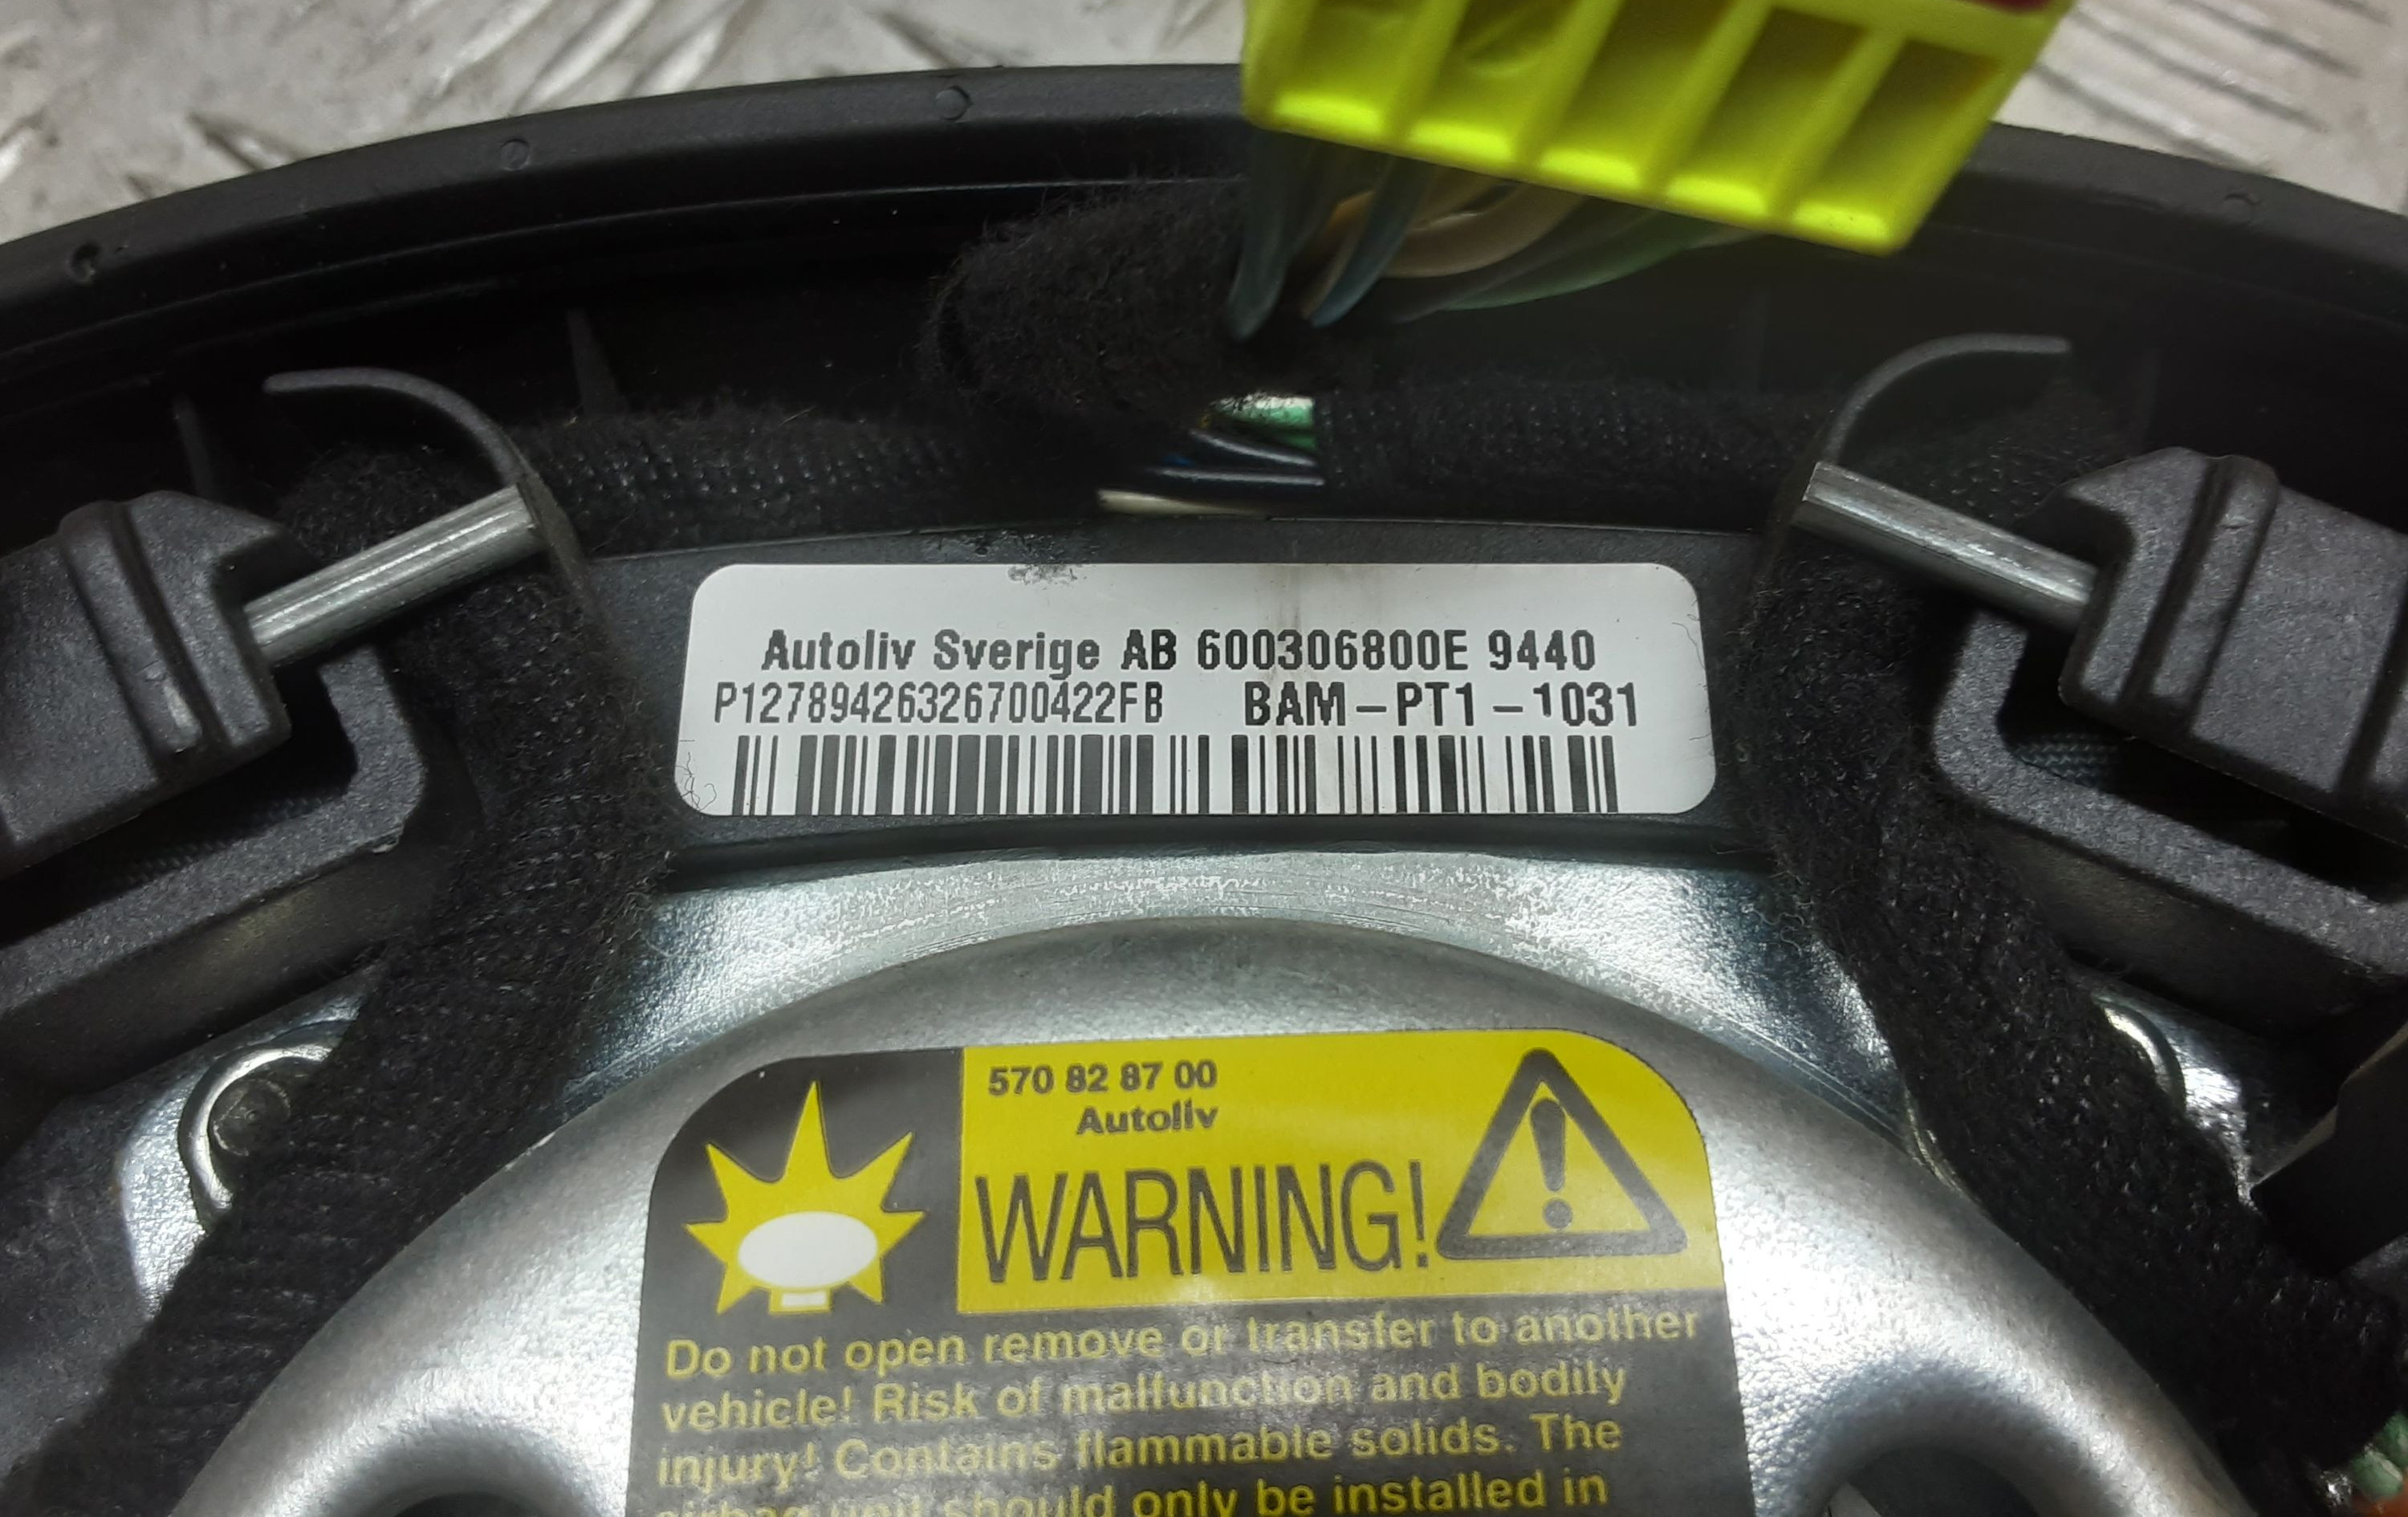 Autoliv Sverige AB 600306800E 9440
P12789426326700422FB BAM-PT1-1031
570 82 87 00
Autoliv
WARNING!
Do not open remove or transfer to another
vehicle! Risk of malfunction and bodily
injury! Contains flammable solids. The
airbag unit should only be installed in